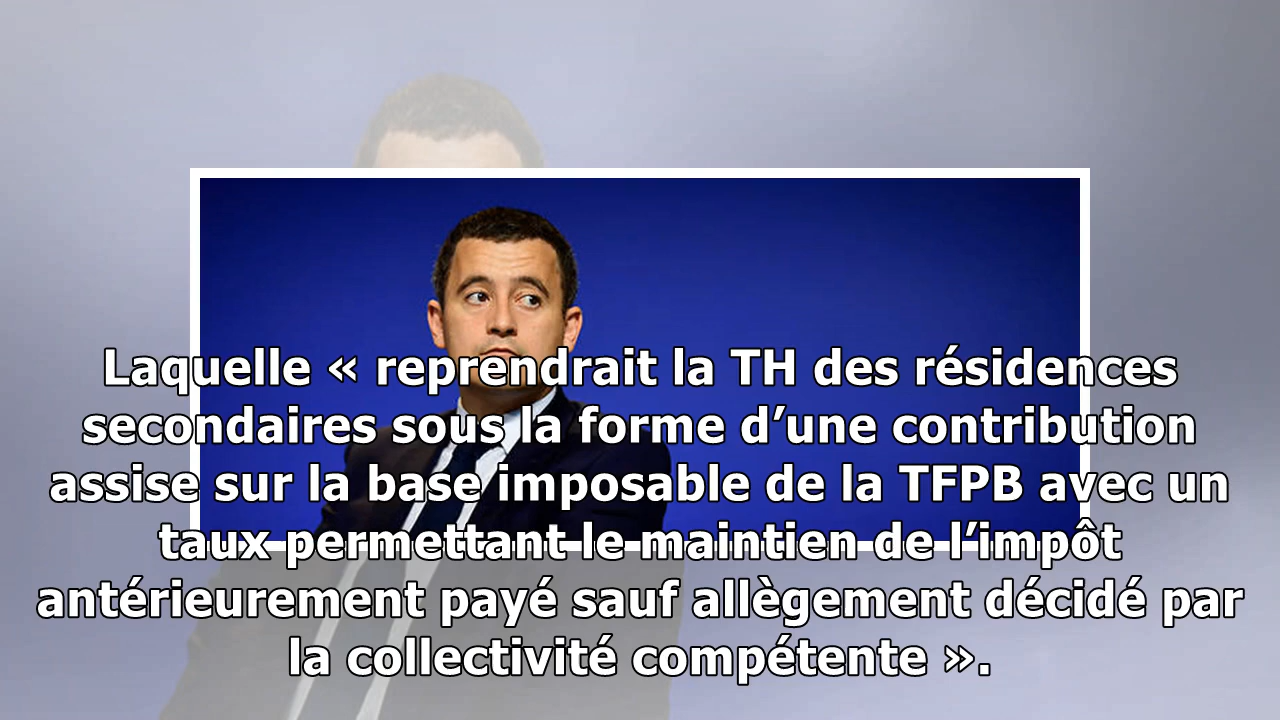 Laquelle « reprendrait la TH des résidences
secondaires sous la forme d’une contribution
assise sur la base imposable de la TFPB avec un
taux permettant le maintien de l’impôt
antérieurement payé sauf allègement décidé par
la collectivité compétente ».